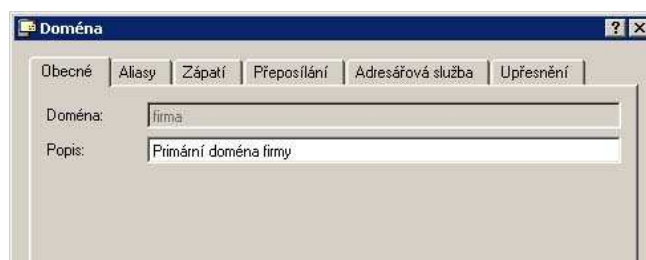 Doména
Obecné Aliasy Zápatí Přeposílání Adresářová služba Upřesnění
Doména: firma
Popis: Primární doména firmy